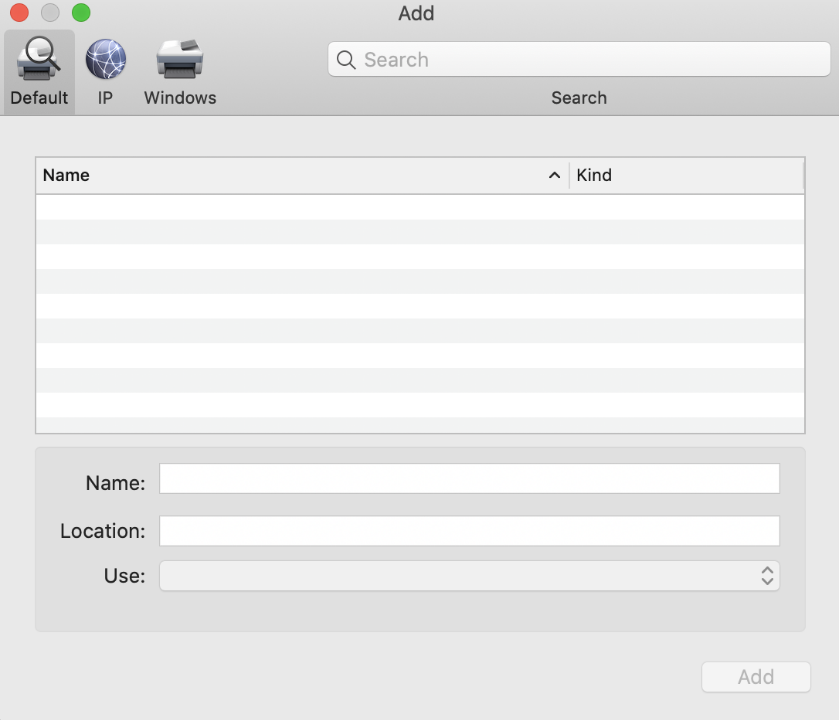 Add
Search
Default IP Windows Search
Name Kind
Name:
Location:
Use:
Add